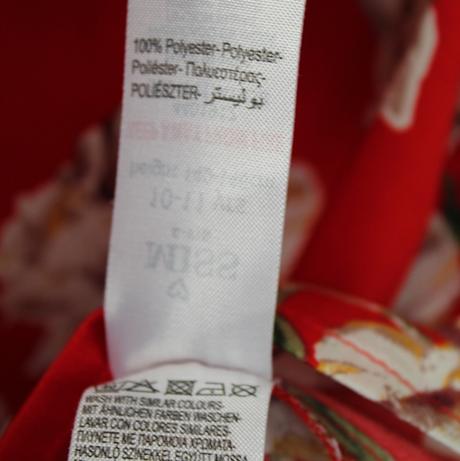 100% Polyester- Polyester-
Poliéster- Πολυεστέρας-
POLIÉSZTER- بوليستر
WASH WITH SIMILAR COLOURS-
MIT ÄHNLICHEN FARBEN WASCHEN-
LAVAR CON COLORES SIMILARES-
ΠΛΥΝΕΤΕ ΜΕ ΠΑΡΟΜΟΙΑ ΧΡΩΜΑΤΑ-
HASONLÓ SZÍNEKKEL EGYÜTT MOSSA